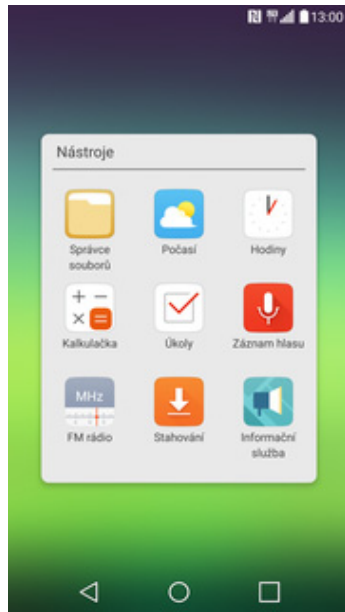 13:00
Nástroje
Správce
souborů
Počasí
Hodiny
Kalkulačka
Úkoly
Záznam hlasu
MHz
FM rádio
Stahování
Informační
služba